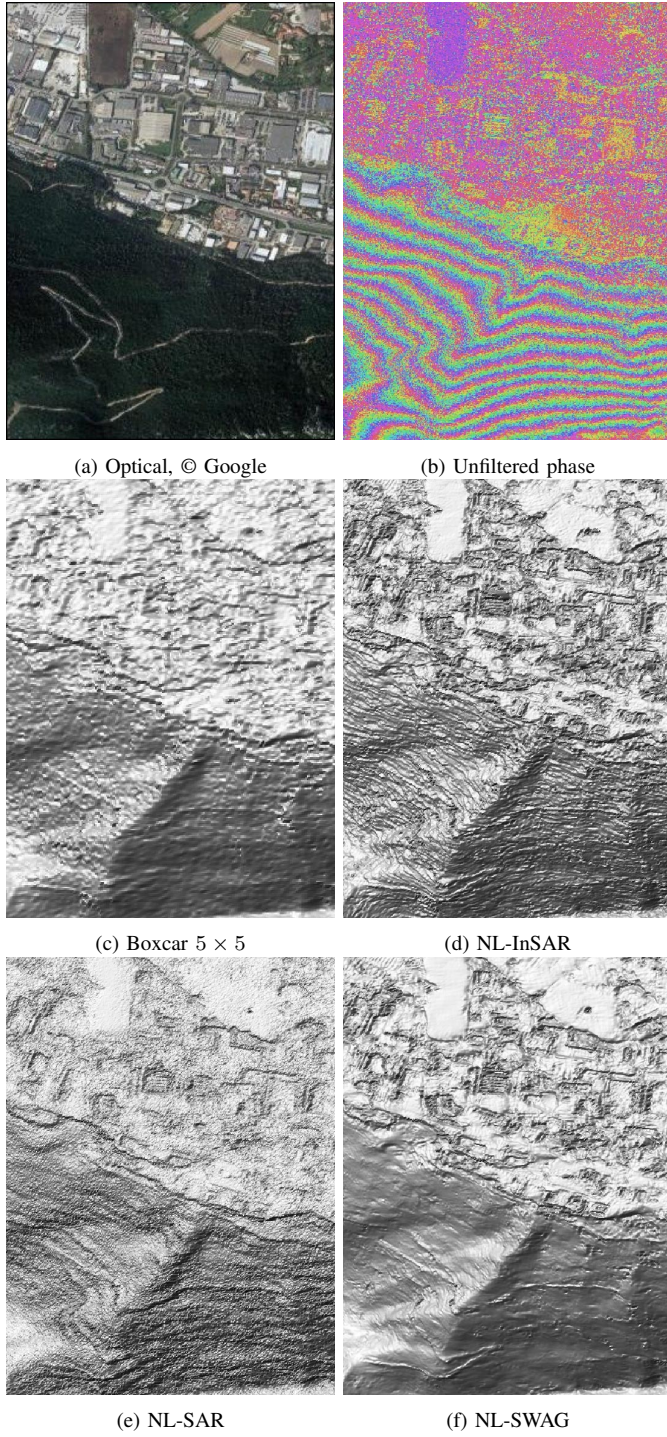 (a) Optical, © Google
(b) Unfiltered phase
(c) Boxcar 5 × 5
(d) NL-InSAR
(e) NL-SAR
(f) NL-SWAG